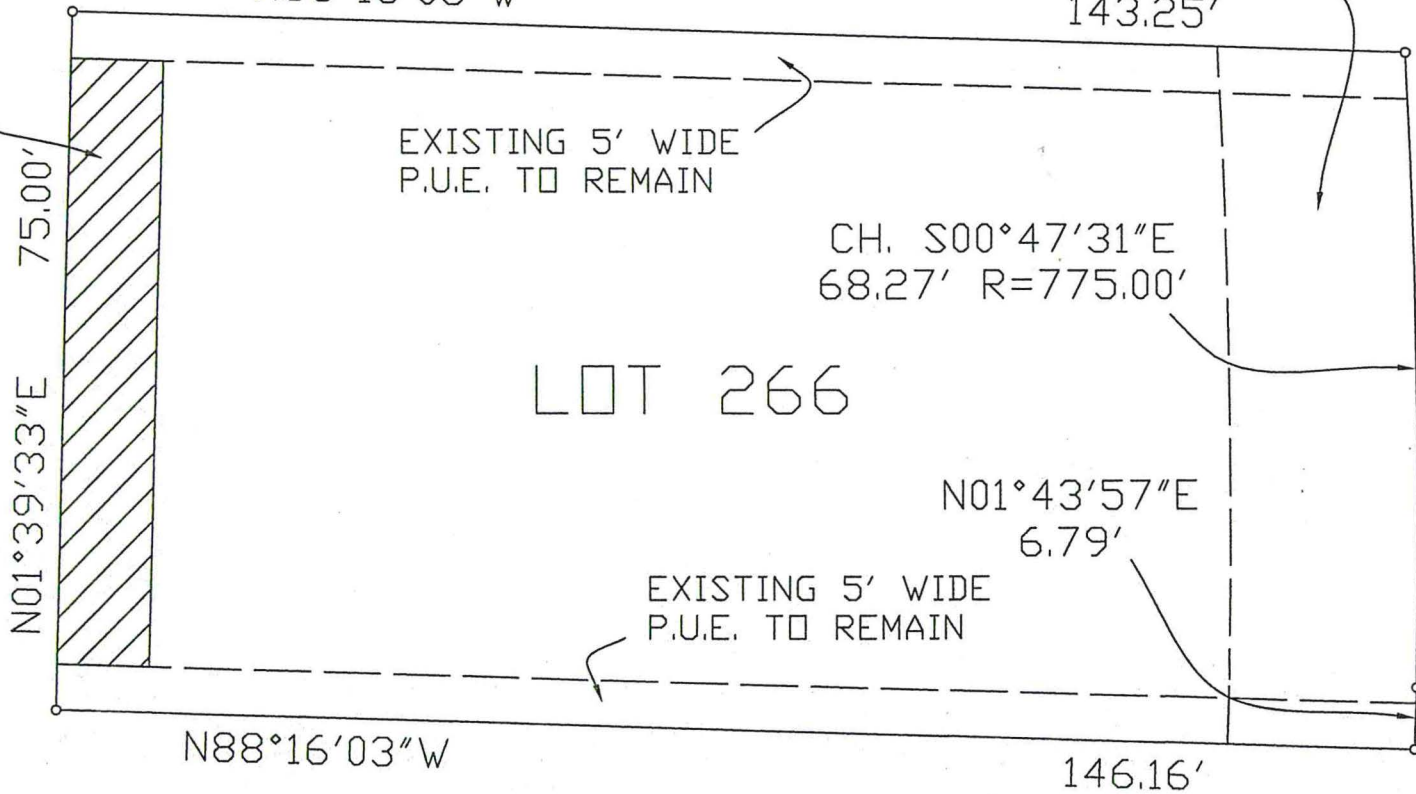 143.25'
EXISTING 5' WIDE
P.U.E. TO REMAIN
75.00'
N01°39'33"E
CH. S00°47'31"E
68.27' R=775.00'
LOT 266
N01°43'57"E
6.79'
EXISTING 5' WIDE
P.U.E. TO REMAIN
N88°16'03"W
146.16'